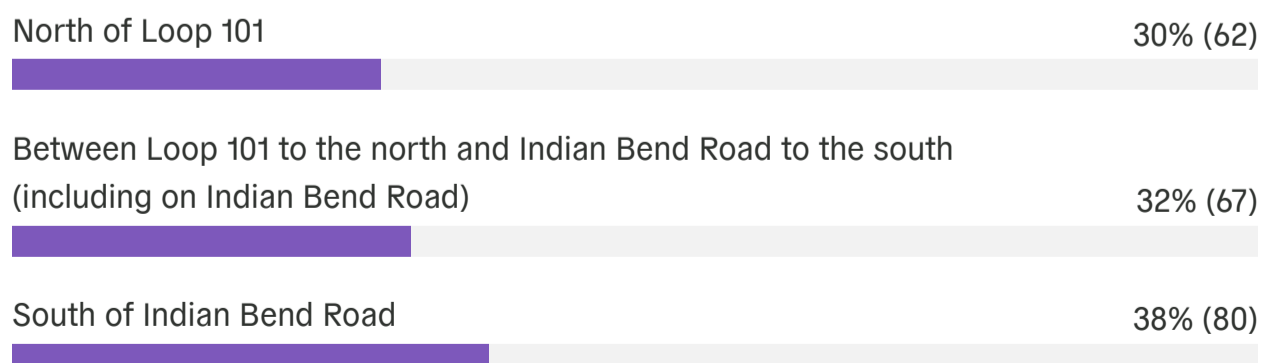 North of Loop 101
30% (62)
Between Loop 101 to the north and Indian Bend Road to the south
(including on Indian Bend Road)
32% (67)
South of Indian Bend Road
38% (80)